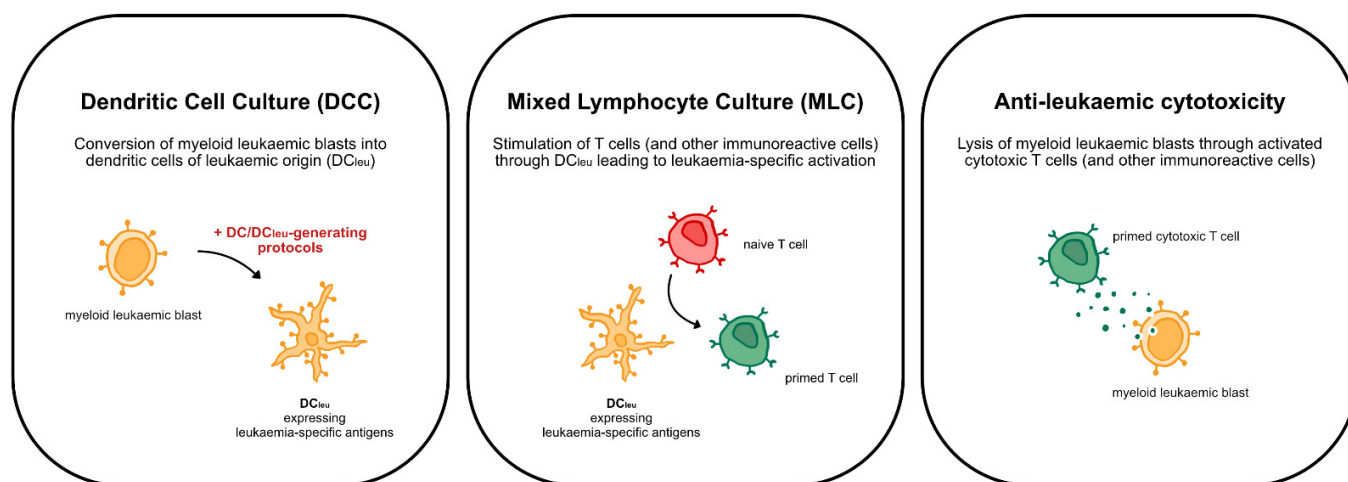 Dendritic Cell Culture (DCC)
Conversion of myeloid leukaemic blasts into
dendritic cells of leukaemic origin (DCleu)
+ DC/DCleu-generating
protocols
myeloid leukaemic blast
DCleu
expressing
leukaemia-specific antigens
Mixed Lymphocyte Culture (MLC)
Stimulation of T cells (and other immunoreactive cells)
through DCleu leading to leukaemia-specific activation
naive T cell
primed T cell
DCleu
expressing
leukaemia-specific antigens
Anti-leukaemic cytotoxicity
Lysis of myeloid leukaemic blasts through activated
cytotoxic T cells (and other immunoreactive cells)
primed cytotoxic T cell
myeloid leukaemic blast